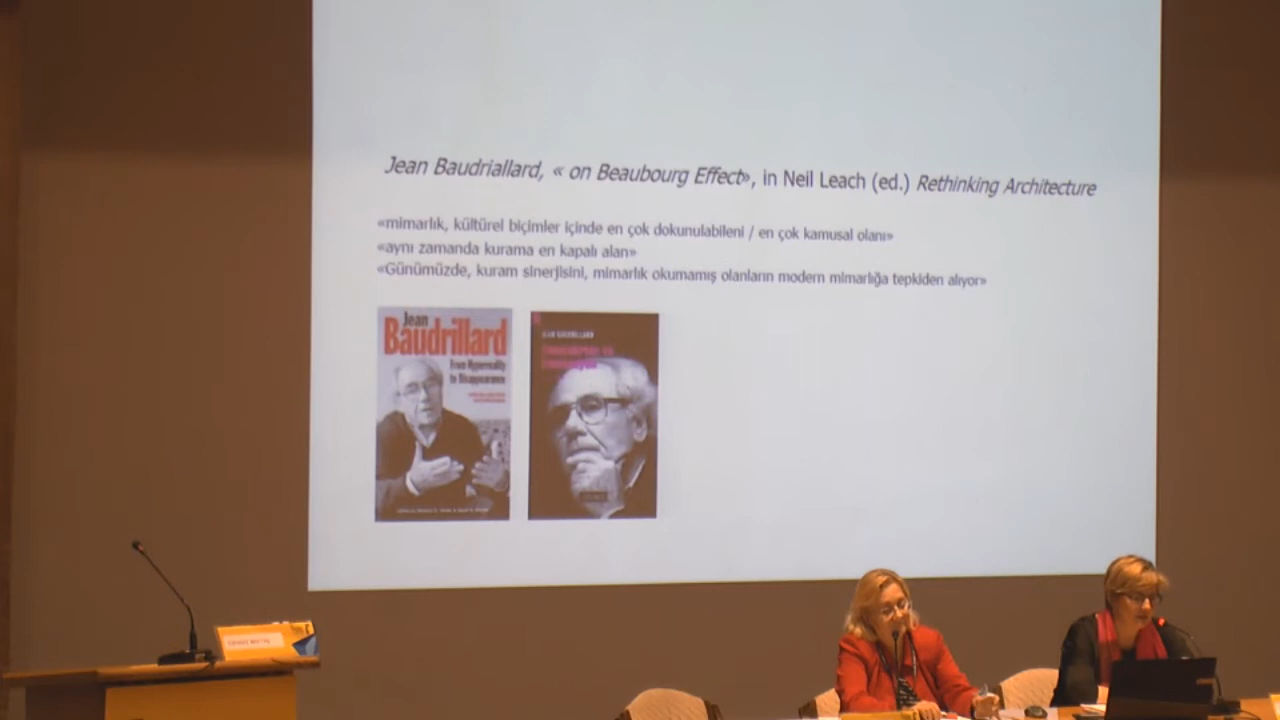 Jean Baudriallard, « on Beaubourg Effect», in Neil Leach (ed.) Rethinking Architecture
«mimarlık, kültürel biçimler içinde en çok dokunulabileni / en çok kamusal olanı»
«aynı zamanda kurama en kapalı alan»
«Günümüzde, kuram sinerjisini, mimarlık okumamış olanların modern mimarlığa tepkiden alıyor»
Jean
Baudrillard
From Hyperreality
to Disappearance
JEAN BAUDRILLARD